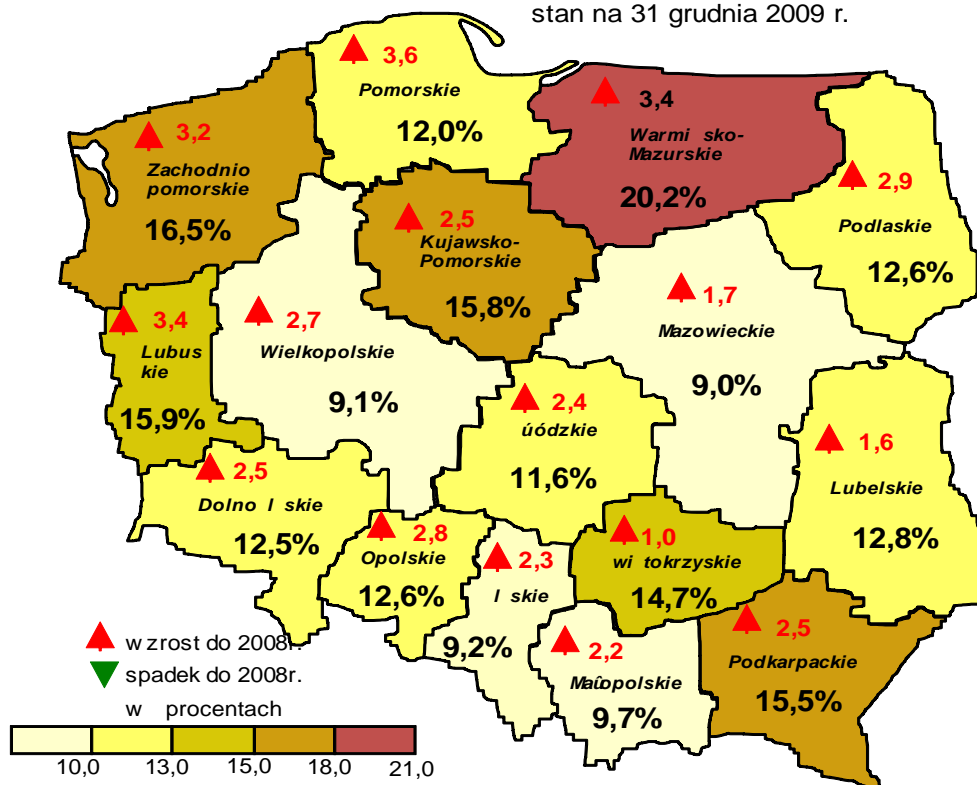 stan na 31 grudnia 2009 r.
3,6
Pomorskie
12,0%
3,4
Warmi sko-
Mazurskie
20,2%
3,2
Zachodnio
pomorskie
16,5%
2,9
Podlaskie
12,6%
2,5
Kujawsko-
Pomorskie
15,8%
1,7
Mazowieckie
9,0%
3,4
Lubus
kie
15,9%
2,7
Wielkopolskie
9,1%
2,4
úódzkie
11,6%
1,6
Lubelskie
12,8%
2,5
Dolno l skie
12,5%
2,8
Opolskie
12,6%
2,3
l skie
9,2%
1,0
wi tokrzyskie
14,7%
2,2
Maûopolskie
9,7%
2,5
Podkarpackie
15,5%
w zrost do 2008r.
spadek do 2008r.
w procentach
10,0 13,0 15,0 18,0 21,0